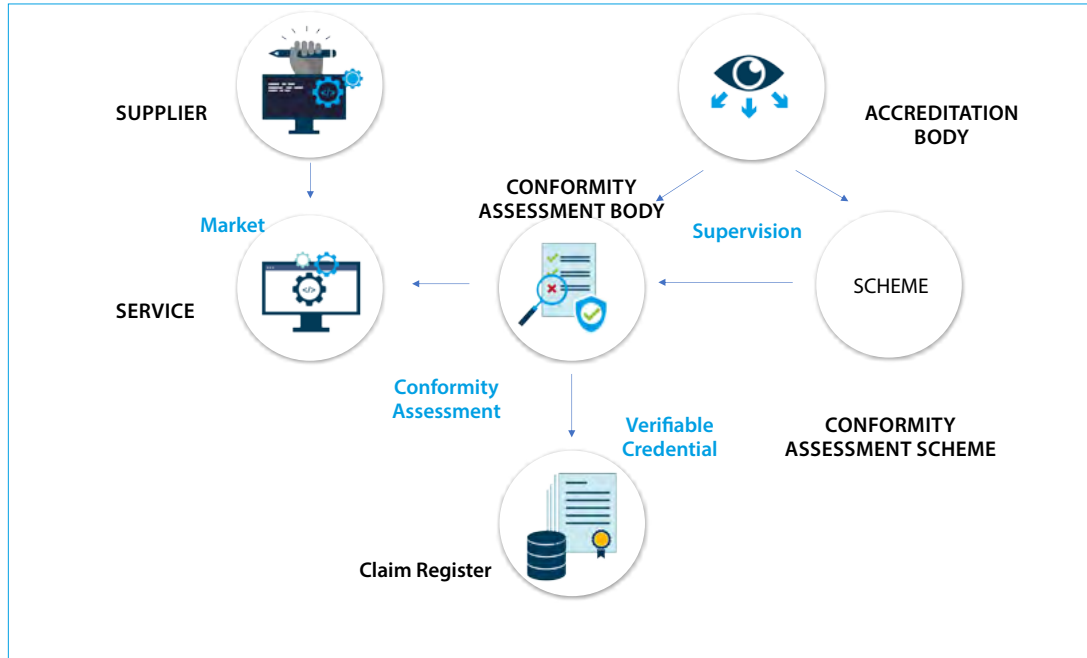 SUPPLIER
ACCREDITATION
BODY
CONFORMITY
ASSESSMENT BODY
Market
Supervision
SCHEME
SERVICE
Conformity
Assessment
Verifiable
Credential
CONFORMITY
ASSESSMENT SCHEME
Claim Register